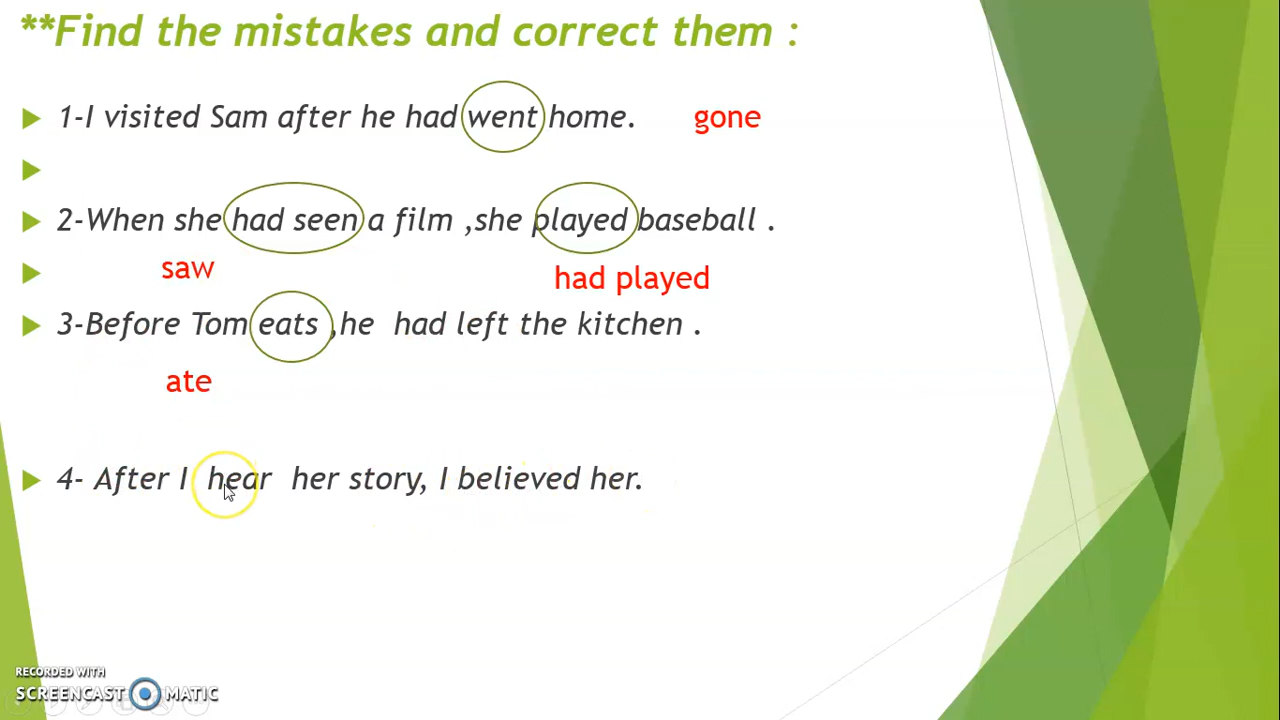 **Find the mistakes and correct them :
1-I visited Sam after he had went home. gone
2-When she had seen a film ,she played baseball .
saw had played
3-Before Tom eats ,he had left the kitchen .
ate
4- After I hear her story, I believed her.
RECORDED WITH
SCREENCAST MATIC